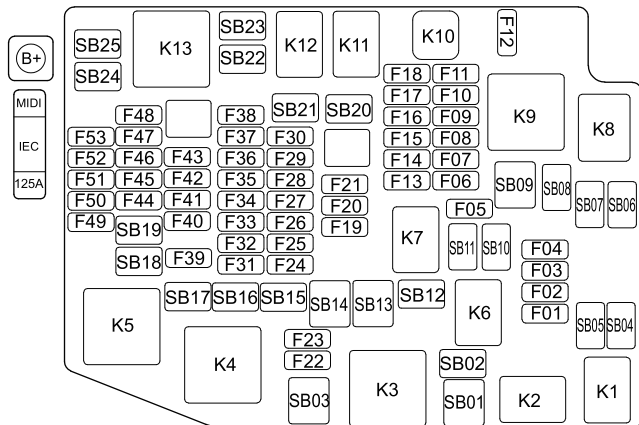 SB23 F12
SB25 K13 K12 K11 K10
B+ SB22
SB24 F18 F11
MIDI F17 F10
F48 F38 SB21 SB20 F16 F09 K9 K8
F53 F47 F37 F30 F15 F08
IEC F52 F46 F43 F36 F29 F14 F07
125A F51 F45 F42 F35 F28 F21 F13 F06 SB09 SB08
F50 F44 F41 F34 F27 F20 F05 SB07 SB06
F49 SB19 F40 F33 F26 F19
K7 SB11 SB10
F32 F25 F04
SB18 F39 F31 F24 F03
SB17 SB16 SB15 SB14 SB13 SB12 F02
K5 K6 F01
F23 SB05 SB04
K4 F22 SB02
K3 K1
SB03 SB01 K2